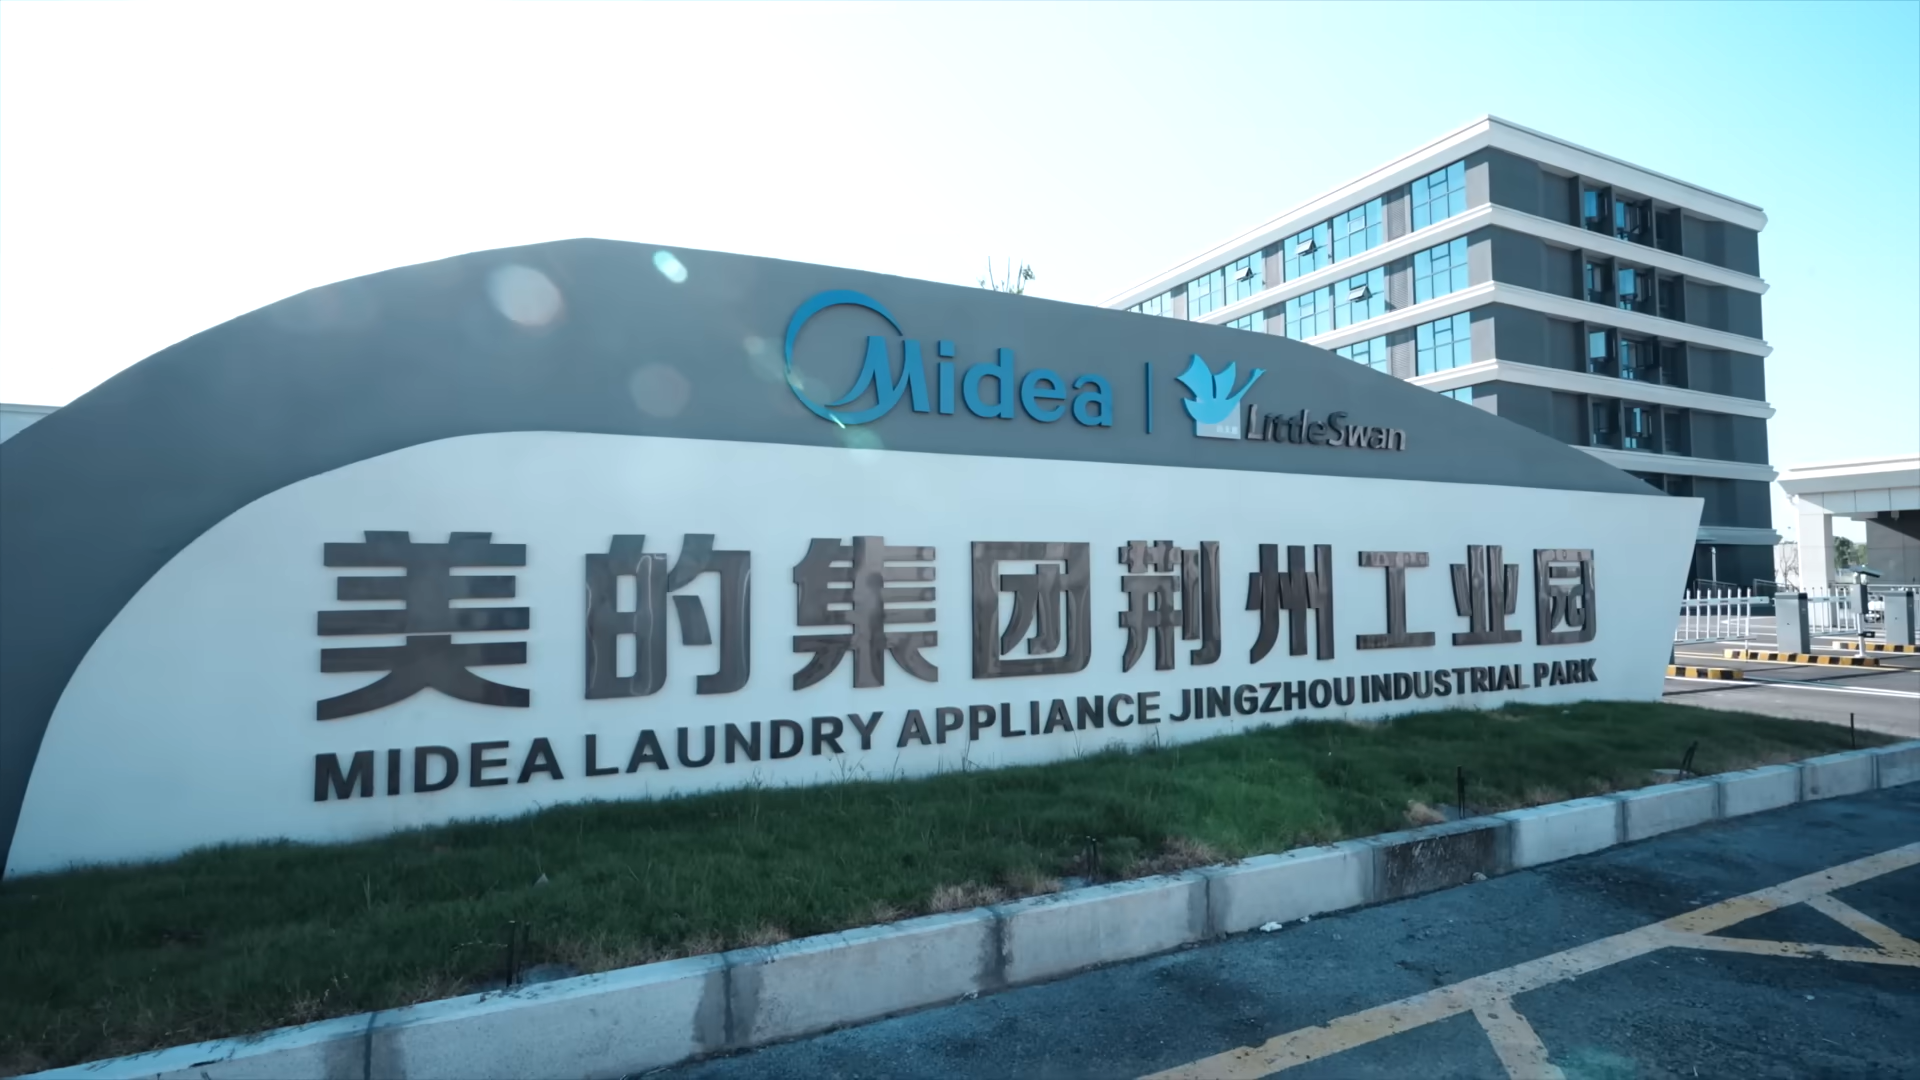 Midea | LittleSwan
美的集团荆州工业园
MIDEA LAUNDRY APPLIANCE JINGZHOU INDUSTRIAL PARK